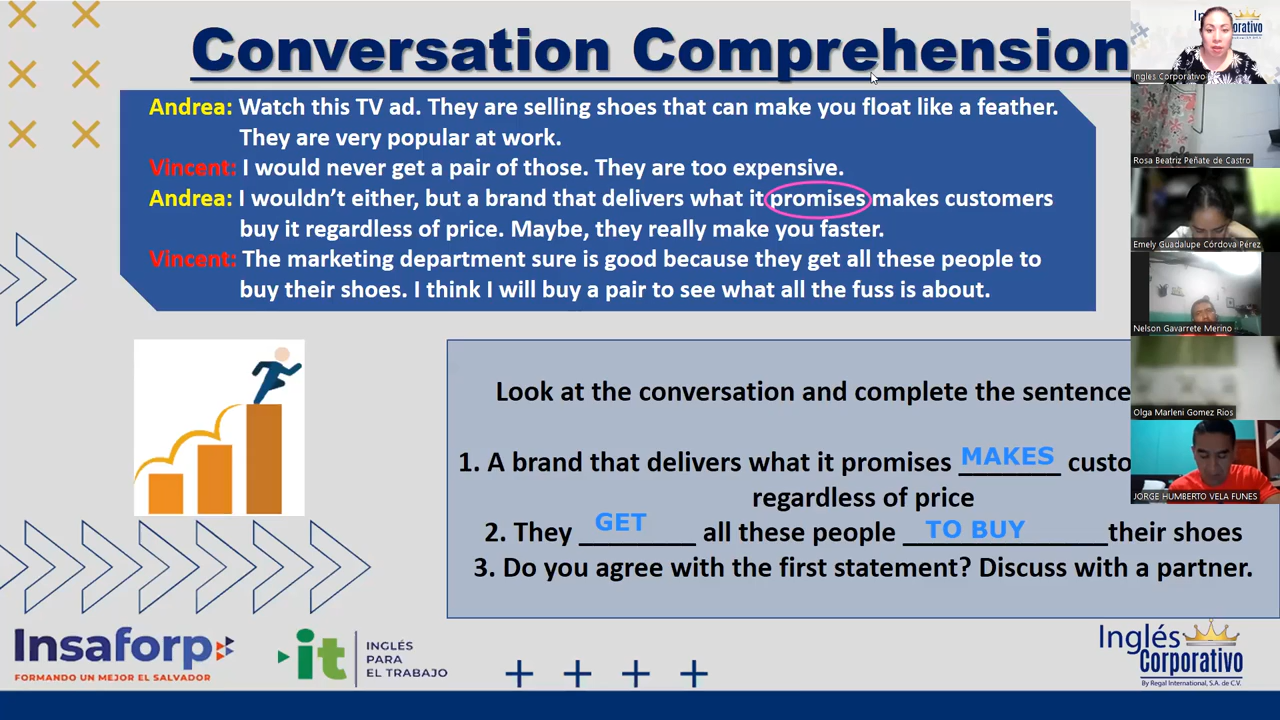 Conversation Comprehension
Andrea: Watch this TV ad. They are selling shoes that can make you float like a feather.
They are very popular at work.
Vincent: I would never get a pair of those. They are too expensive.
Andrea: I wouldn't either, but a brand that delivers what it promises makes customers
buy it regardless of price. Maybe, they really make you faster.
Vincent: The marketing department sure is good because they get all these people to
buy their shoes. I think I will buy a pair to see what all the fuss is about.
Look at the conversation and complete the sentence
1. A brand that delivers what it promises MAKES custo
regardless of price
2. They GET all these people TO BUY their shoes
3. Do you agree with the first statement? Discuss with a partner.
Insaforp
FORMANDO UN MEJOR EL SALVADOR
it
INGLÉS
PARA
EL TRABAJO
Inglés
Corporativo
By Regal International, S.A. de C.V.
Inglés Corporativo
Rosa Beatriz Peñate de Castro
Emely Guadalupe Córdova Pérez
Nelson Gavarrete Merino
Olga Marleni Gomez Rios
JORGE HUMBERTO VELA FUNES